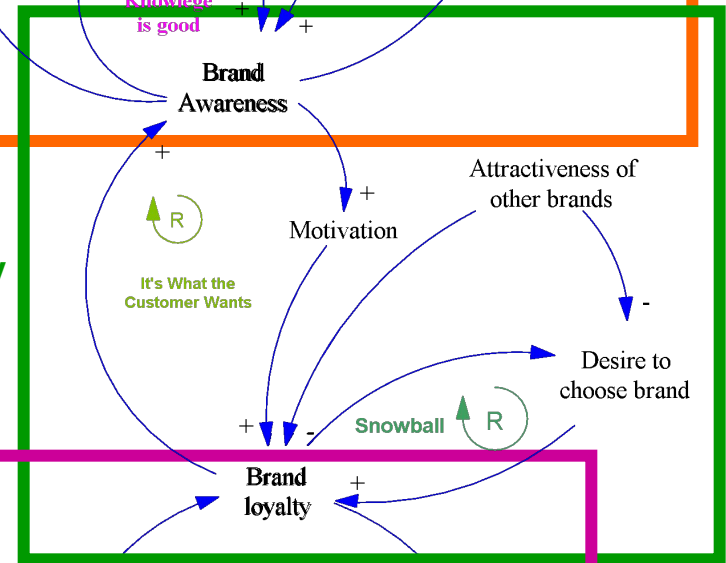 Knowlege
is good
+
+
Brand
Awareness
+
+
Motivation
Attractiveness of
other brands
R
It's What the
Customer Wants
-
Desire to
choose brand
+
-
Snowball
R
Brand
loyalty
+